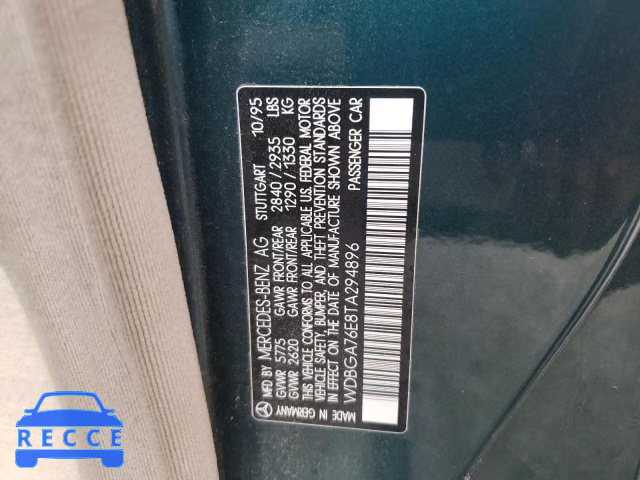 MFD BY MERCEDES-BENZ AG STUTTGART 10/95
GVWR 5775 GAWR FRONT/REAR 2840/2935 LBS
GVWR 2620 GAWR FRONT/REAR 1290/1330 KG
THIS VEHICLE CONFORMS TO ALL APPLICABLE U.S. FEDERAL MOTOR
VEHICLE SAFETY, BUMPER, AND THEFT PREVENTION STANDARDS
IN EFFECT ON THE DATE OF MANUFACTURE SHOWN ABOVE
WDBGA76E8TA294896 PASSENGER CAR
MADE IN GERMANY
RECCE